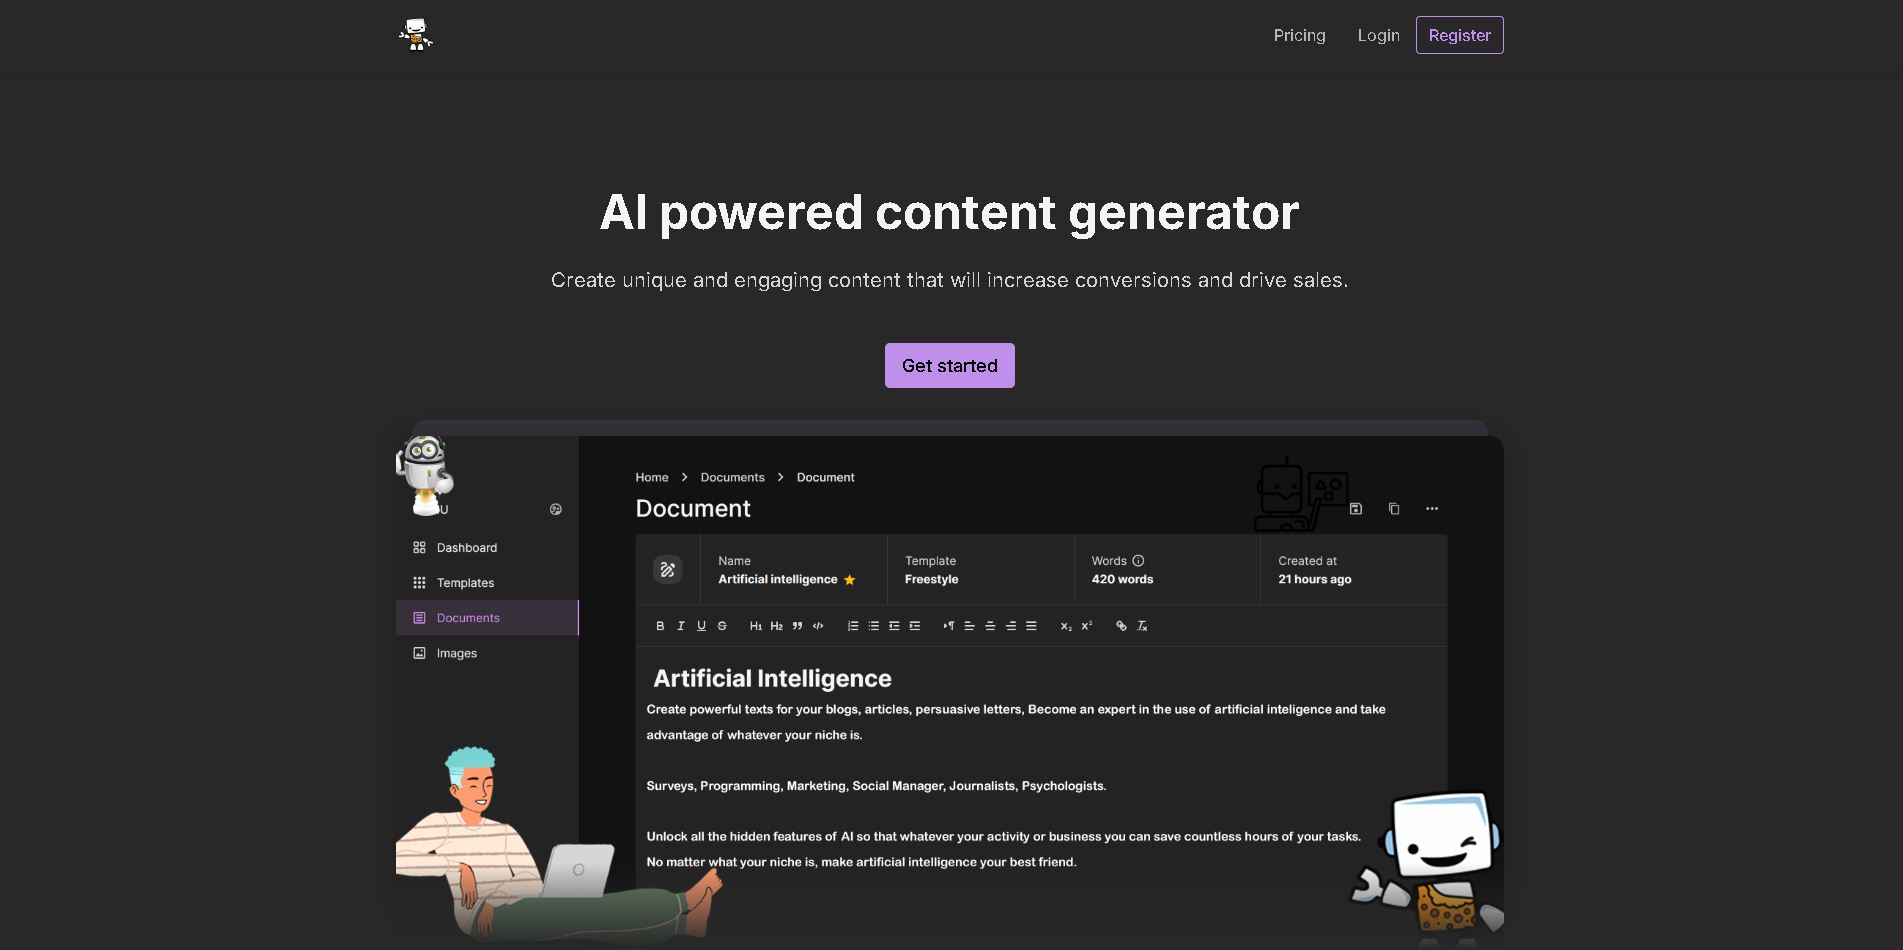 Pricing Login Register
AI powered content generator
Create unique and engaging content that will increase conversions and drive sales.
Get started
Home > Documents > Document
Document
U
Dashboard
Templates
Documents
Images
Name
Artificial intelligence
Template
Freestyle
Words
420 words
Created at
21 hours ago
B I U S H1 H2 x₂ x²
Artificial Intelligence
Create powerful texts for your blogs, articles, persuasive letters, Become an expert in the use of artificial inteligence and take
advantage of whatever your niche is.
Surveys, Programming, Marketing, Social Manager, Journalists, Psychologists.
Unlock all the hidden features of AI so that whatever your activity or business you can save countless hours of your tasks.
No matter what your niche is, make artificial intelligence your best friend.